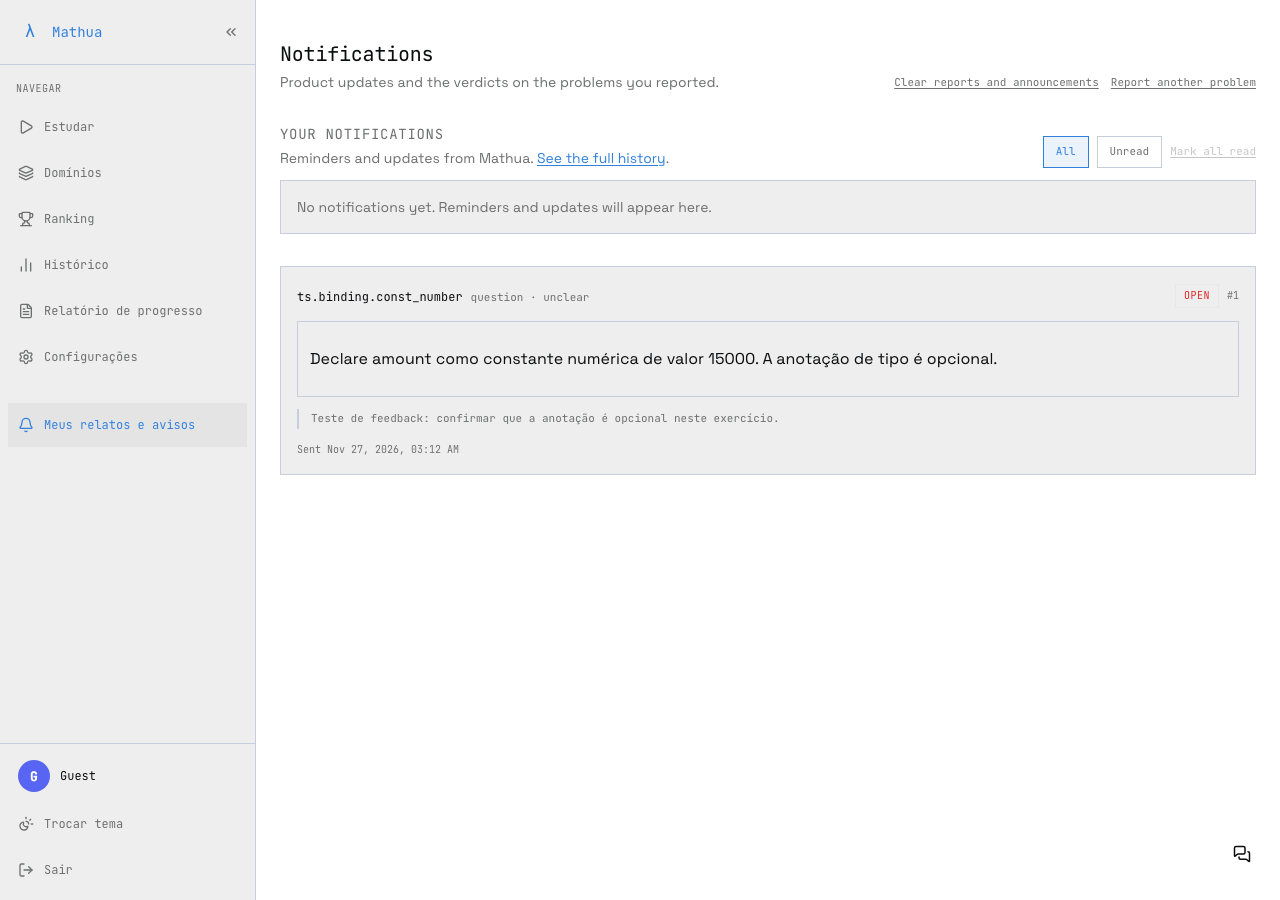 λ Mathua
NAVEGAR
Estudar
Domínios
Ranking
Histórico
Relatório de progresso
Configurações
Meus relatos e avisos
G Guest
Trocar tema
Sair
Notifications
Product updates and the verdicts on the problems you reported.
Clear reports and announcements Report another problem
YOUR NOTIFICATIONS
Reminders and updates from Mathua. See the full history.
All Unread Mark all read
No notifications yet. Reminders and updates will appear here.
ts.binding.const_number question · unclear OPEN #1
Declare amount como constante numérica de valor 15000. A anotação de tipo é opcional.
Teste de feedback: confirmar que a anotação é opcional neste exercício.
Sent Nov 27, 2026, 03:12 AM